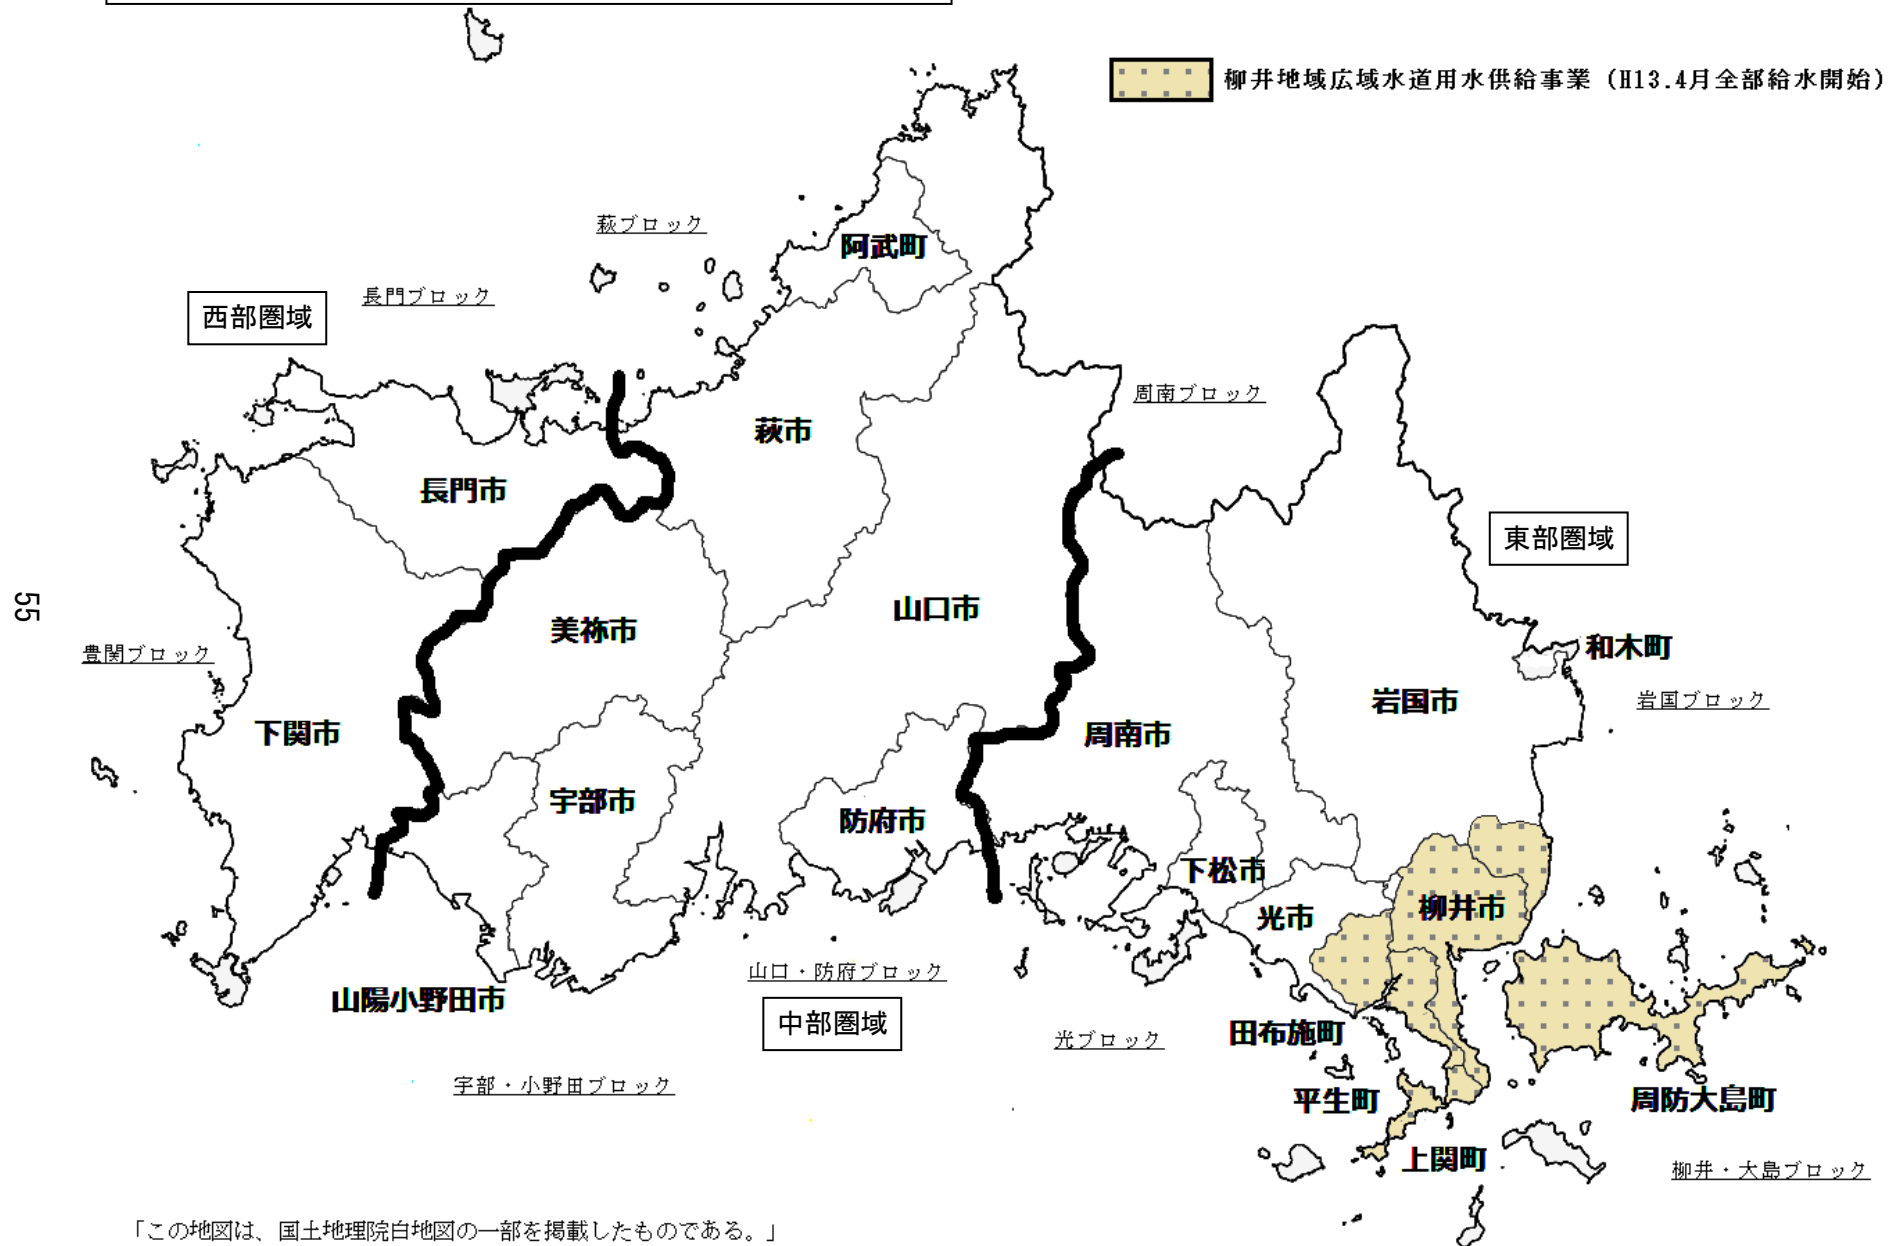 柳井地域広域水道用水供給事業（H13.4月全部給水開始）
萩ブロック
阿武町
長門ブロック
西部圏域
周南ブロック
萩市
長門市
東部圏域
山口市
美祢市
和木町
豊関ブロック
岩国市
岩国ブロック
下関市
周南市
宇部市
防府市
下松市
柳井市
光市
山口・防府ブロック
山陽小野田市
中部圏域
田布施町
光ブロック
宇部・小野田ブロック
平生町
周防大島町
上関町
柳井・大島ブロック
「この地図は、国土地理院白地図の一部を掲載したものである。」
55